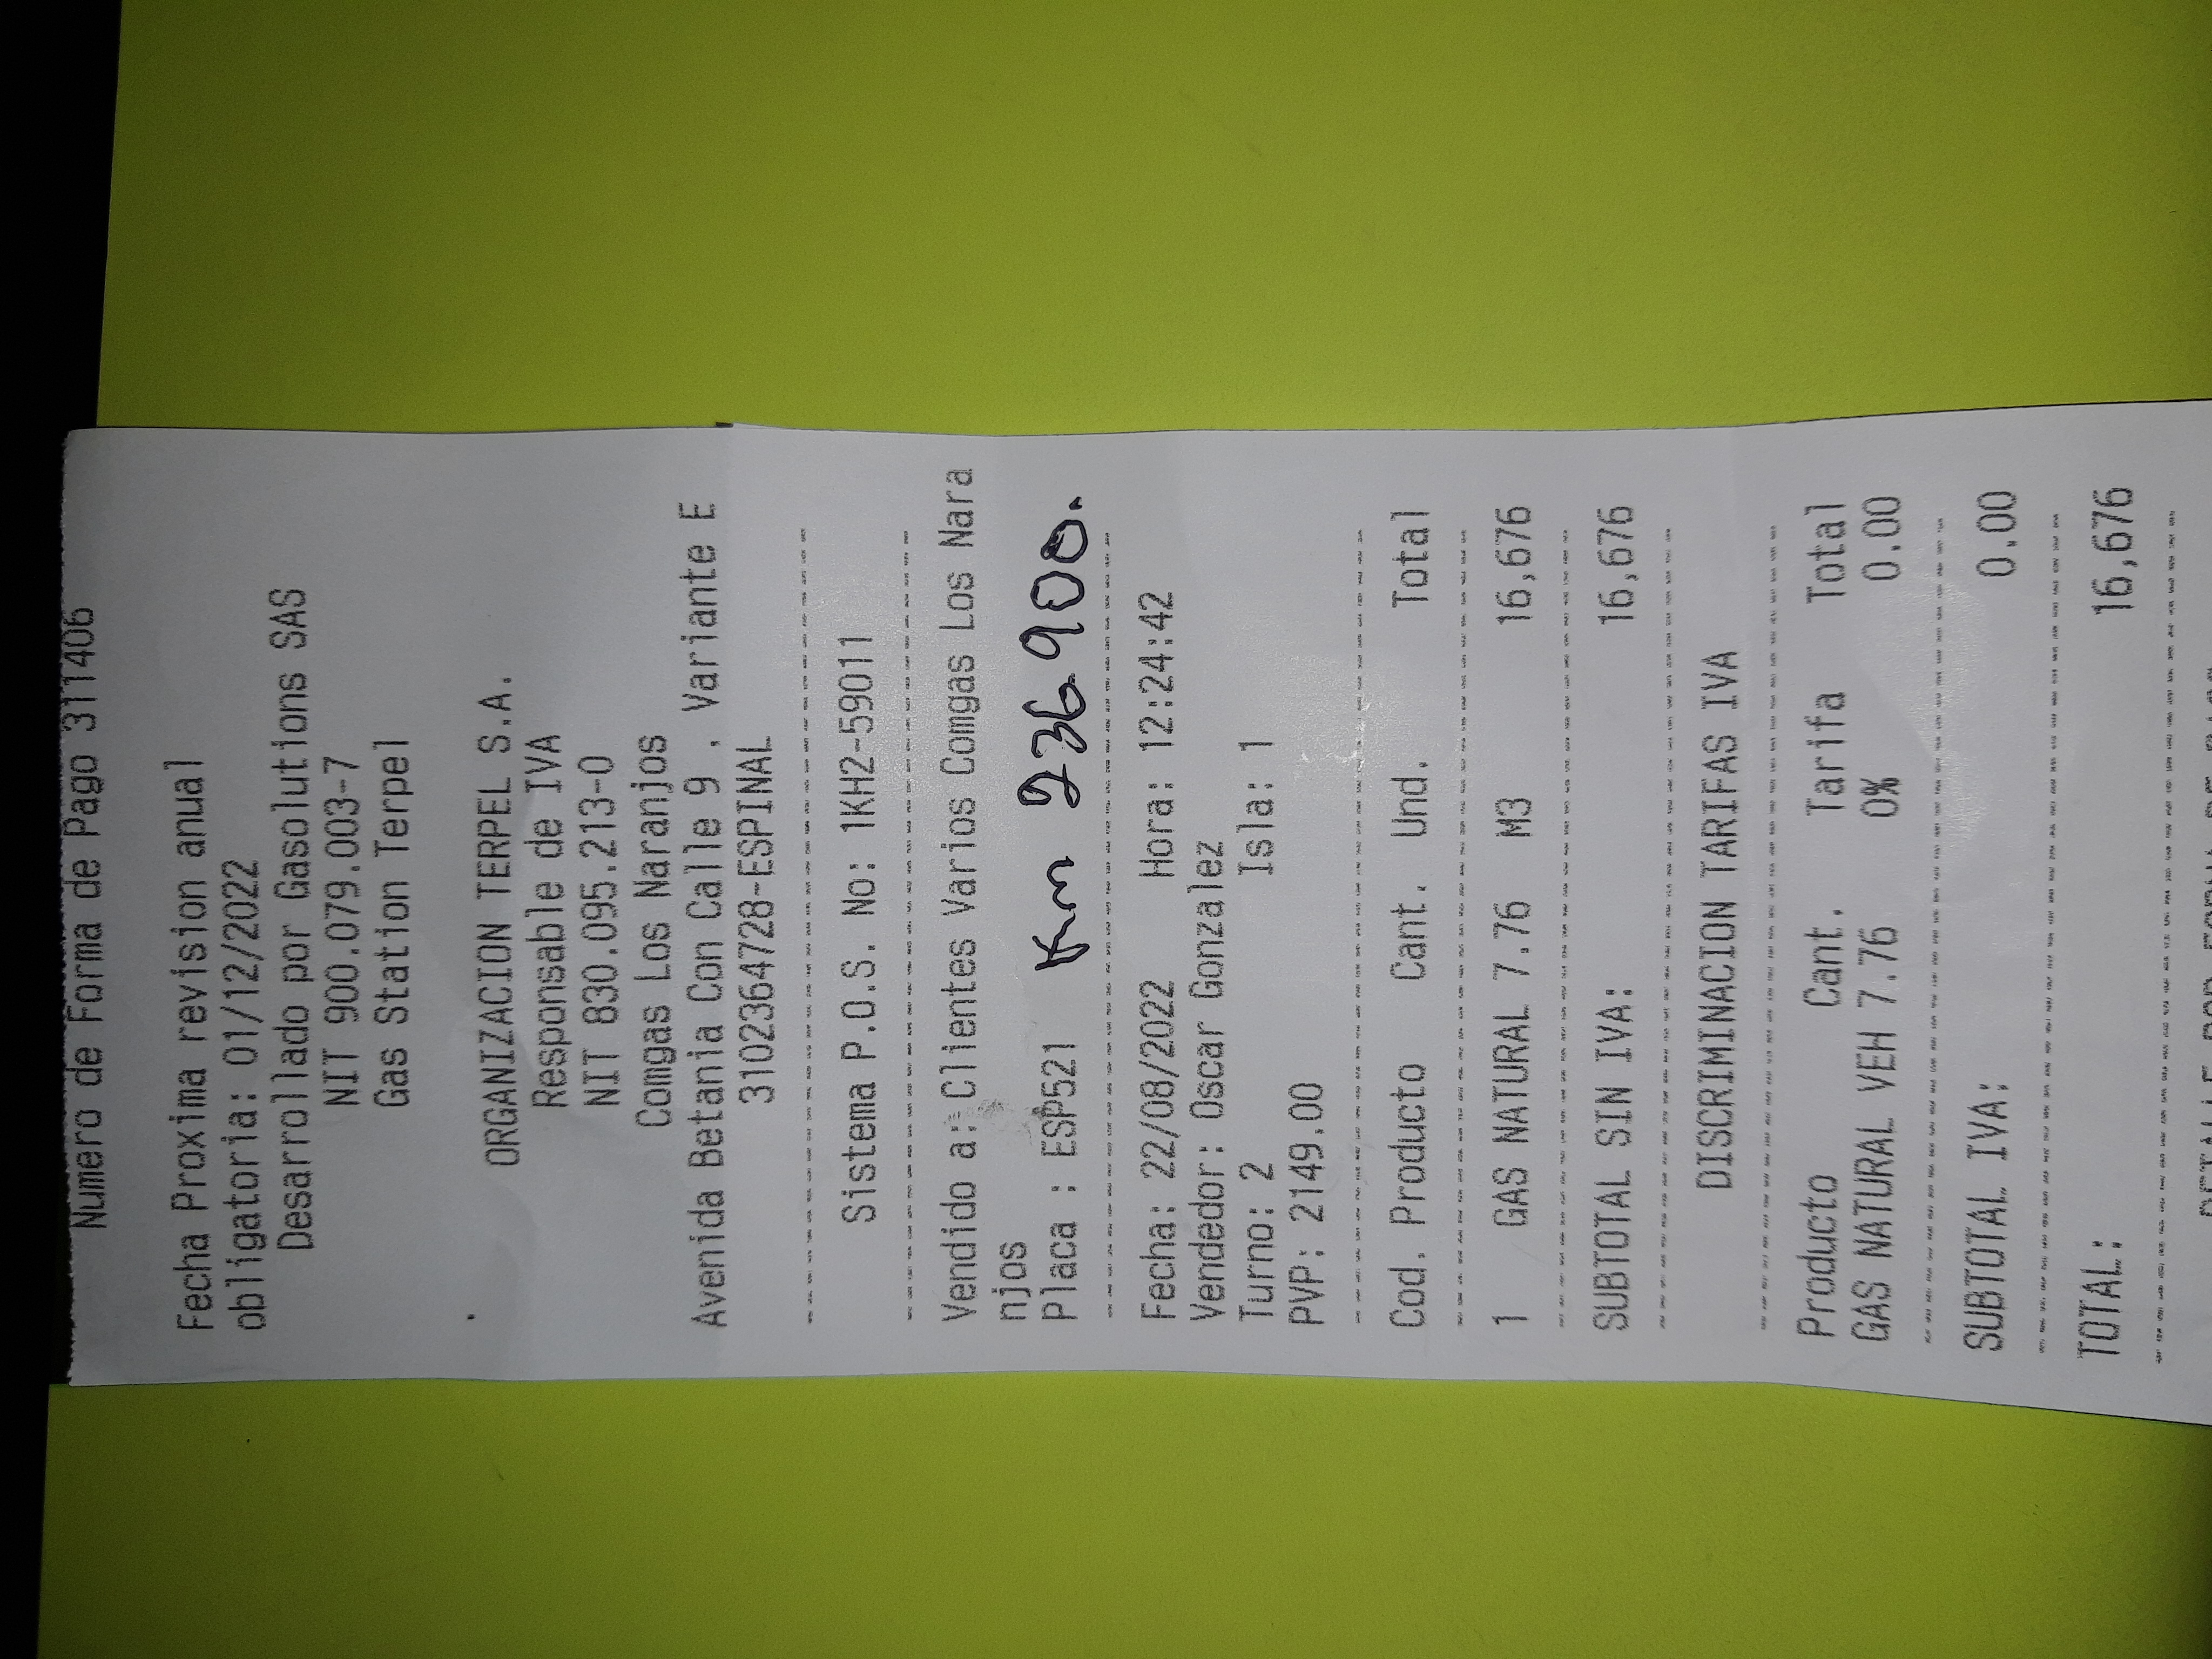 Numero de Forma de Pago 311406
Fecha Proxima revision anual
obligatoria: 01/12/2022
Desarrollado por Gasolutions SAS
NIT 900.079.003-7
Gas Station Terpel
ORGANIZACION TERPEL S.A.
Responsable de IVA
NIT 830.095.213-0
Comgas Los Naranjos
Avenida Betania Con Calle 9 . Variante E
3102364728-ESPINAL
Sistema P.O.S. No: 1KH2-59011
Vendido a: Clientes Varios Comgas Los Nara
njos
Placa : ESP521 Km 236.900.
Fecha: 22/08/2022 Hora: 12:24:42
Vendedor: Oscar Gonzalez
Turno: 2 Isla: 1
PVP: 2149.00
Cod. Producto Cant. Und. Total
1 GAS NATURAL 7.76 M3 16,676
SUBTOTAL SIN IVA: 16,676
DISCRIMINACION TARIFAS IVA
Producto Cant. Tarifa Total
GAS NATURAL VEH 7.76 0% 0.00
SUBTOTAL IVA: 0.00
TOTAL: 16,676